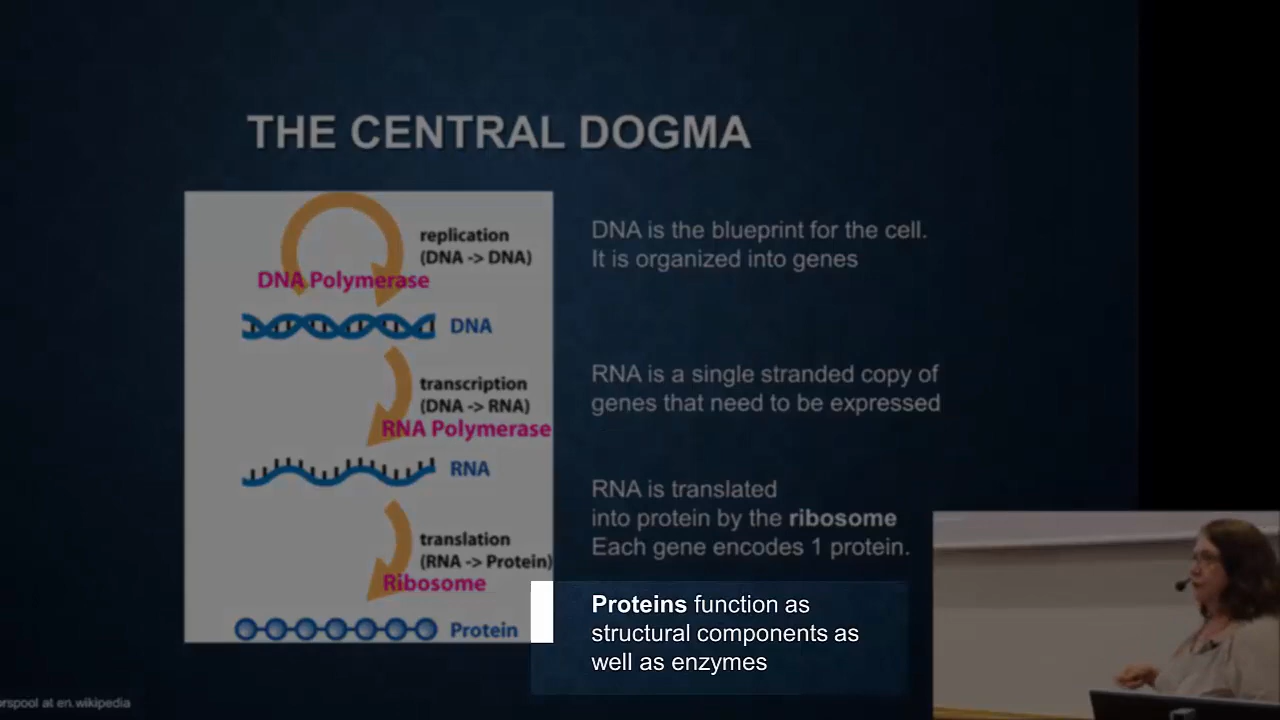 THE CENTRAL DOGMA
replication
(DNA -> DNA)
DNA Polymerase
DNA
transcription
(DNA -> RNA)
RNA Polymerase
RNA
translation
(RNA -> Protein)
Ribosome
Protein
DNA is the blueprint for the cell.
It is organized into genes
RNA is a single stranded copy of
genes that need to be expressed
RNA is translated
into protein by the ribosome
Each gene encodes 1 protein.
Proteins function as
structural components as
well as enzymes
at en.wikipedia